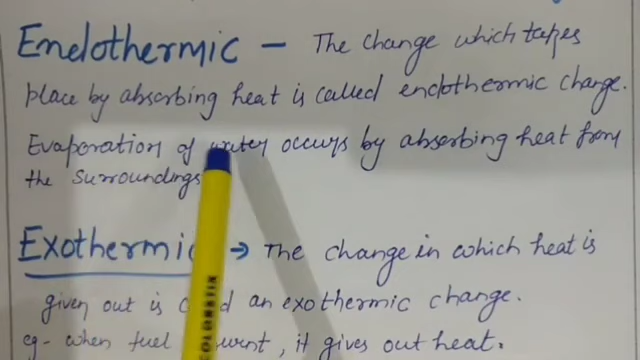 Endothermic – The change which takes
place by absorbing heat is called endothermic change.
Evaporation of water occurs by absorbing heat from
the surroundings
Exothermic → The change in which heat is
given out is an exothermic change.
eg- when fuel, it gives out heat.